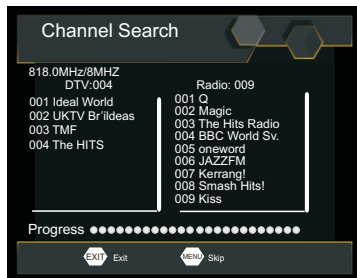 Channel Search
818.0MHz/8MHZ
DTV:004
001 Ideal World
002 UKTV Br'ildeas
003 TMF
004 The HITS
Radio: 009
001 Q
002 Magic
003 The Hits Radio
004 BBC World Sv.
005 oneword
006 JAZZFM
007 Kerrang!
008 Smash Hits!
009 Kiss
Progress
EXIT Exit
MENU Skip